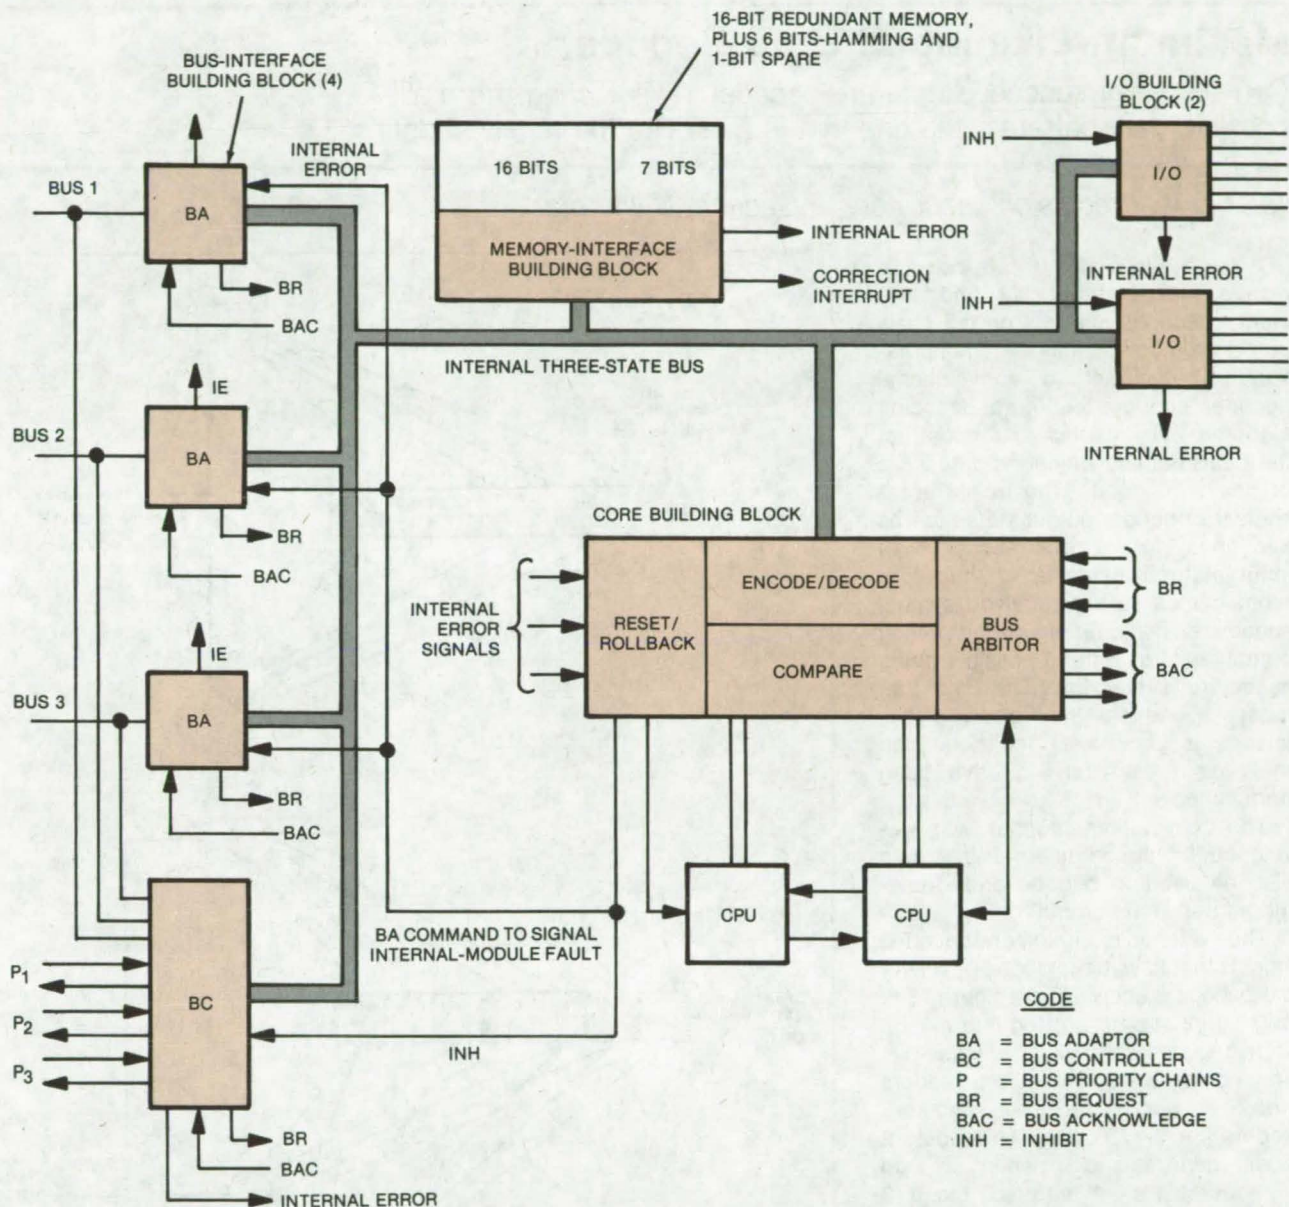 16-BIT REDUNDANT MEMORY,
PLUS 6 BITS-HAMMING AND
1-BIT SPARE
BUS-INTERFACE
BUILDING BLOCK (4)
I/O BUILDING
BLOCK (2)
INTERNAL
ERROR
INH
I/O
16 BITS
7 BITS
BUS 1
BA
MEMORY-INTERFACE
BUILDING BLOCK
INTERNAL ERROR
CORRECTION
INTERRUPT
INTERNAL ERROR
BR
BAC
INH
I/O
INTERNAL THREE-STATE BUS
IE
BUS 2
BA
INTERNAL ERROR
BR
BAC
CORE BUILDING BLOCK
INTERNAL
ERROR
SIGNALS
RESET/
ROLLBACK
ENCODE/DECODE
COMPARE
BUS
ARBITOR
BR
BAC
IE
BUS 3
BA
BR
BAC
CPU
CPU
BA COMMAND TO SIGNAL
INTERNAL-MODULE FAULT
P1
P2
P3
BC
INH
BR
BAC
INTERNAL ERROR
CODE
BA = BUS ADAPTOR
BC = BUS CONTROLLER
P = BUS PRIORITY CHAINS
BR = BUS REQUEST
BAC = BUS ACKNOWLEDGE
INH = INHIBIT